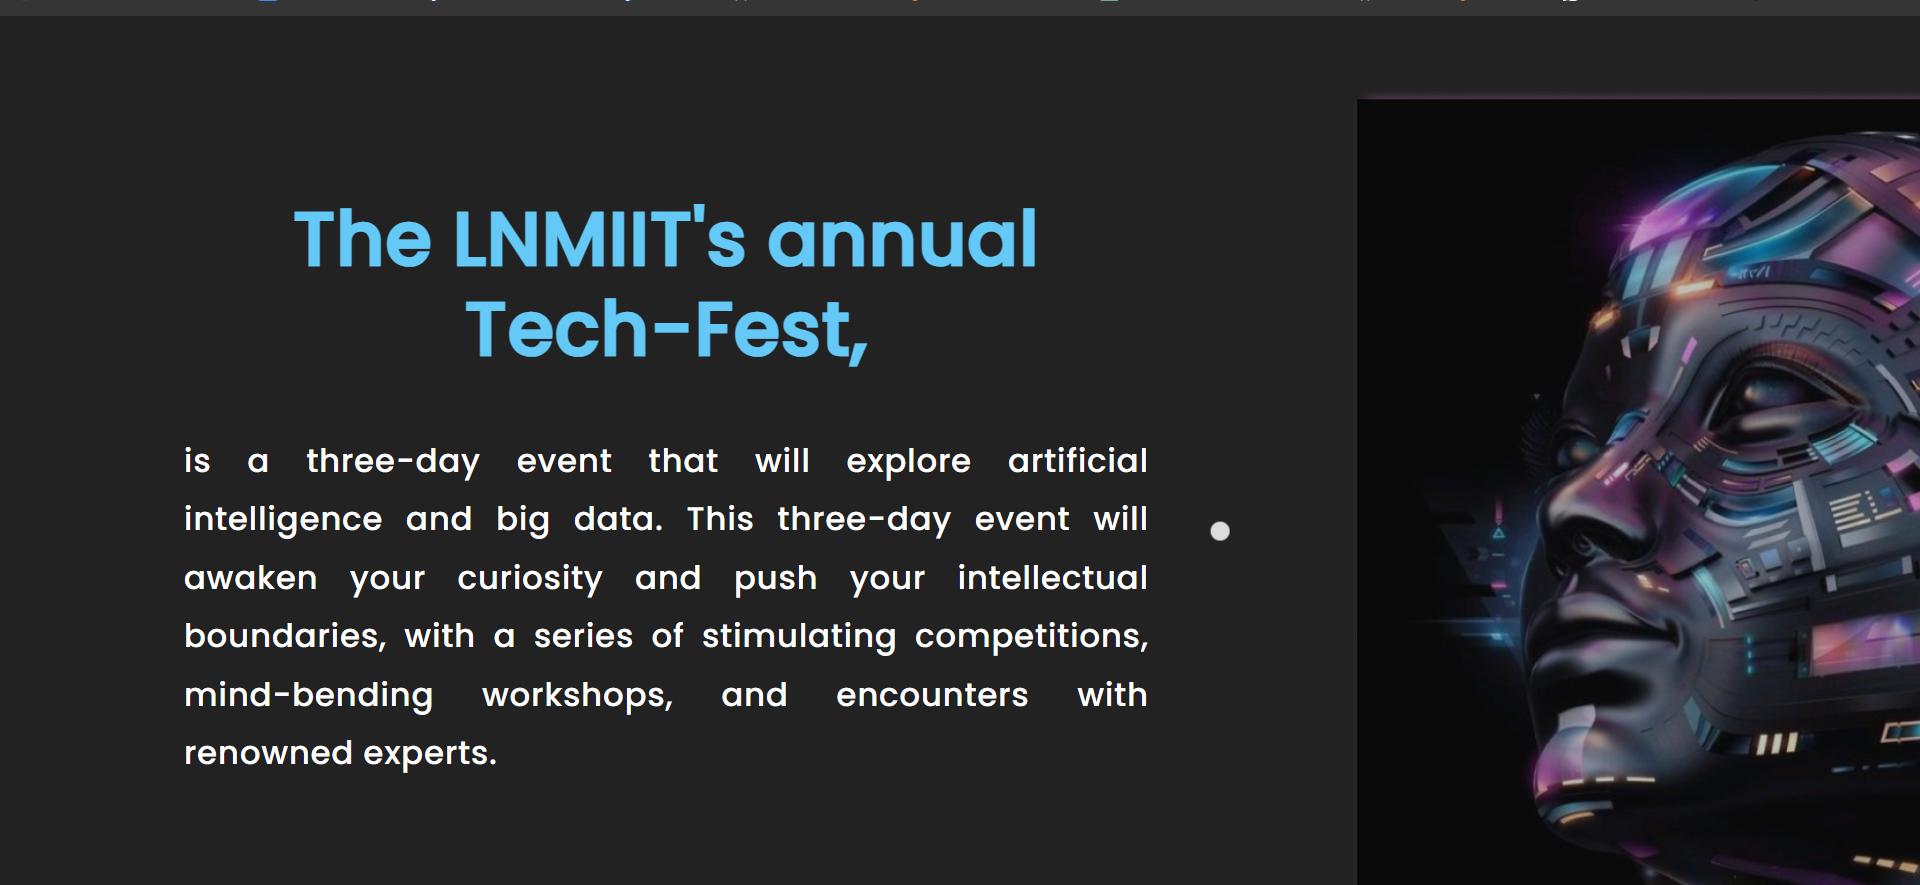 The LNMIIT's annual
Tech-Fest,
is a three-day event that will explore artificial
intelligence and big data. This three-day event will
awaken your curiosity and push your intellectual
boundaries, with a series of stimulating competitions,
mind-bending workshops, and encounters with
renowned experts.